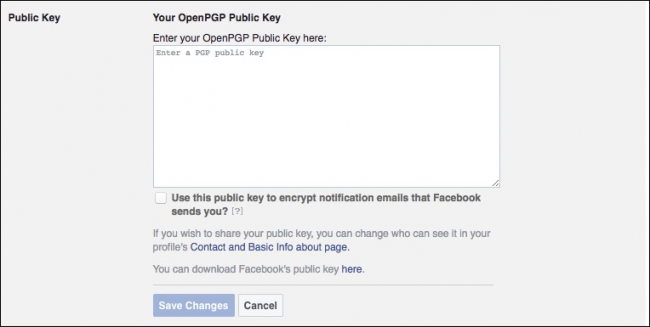 Public Key
Your OpenPGP Public Key
Enter your OpenPGP Public Key here:
Enter a PGP public key
Use this public key to encrypt notification emails that Facebook
sends you? [?]
If you wish to share your public key, you can change who can see it in your
profile's Contact and Basic Info about page.
You can download Facebook's public key here.
Save Changes
Cancel